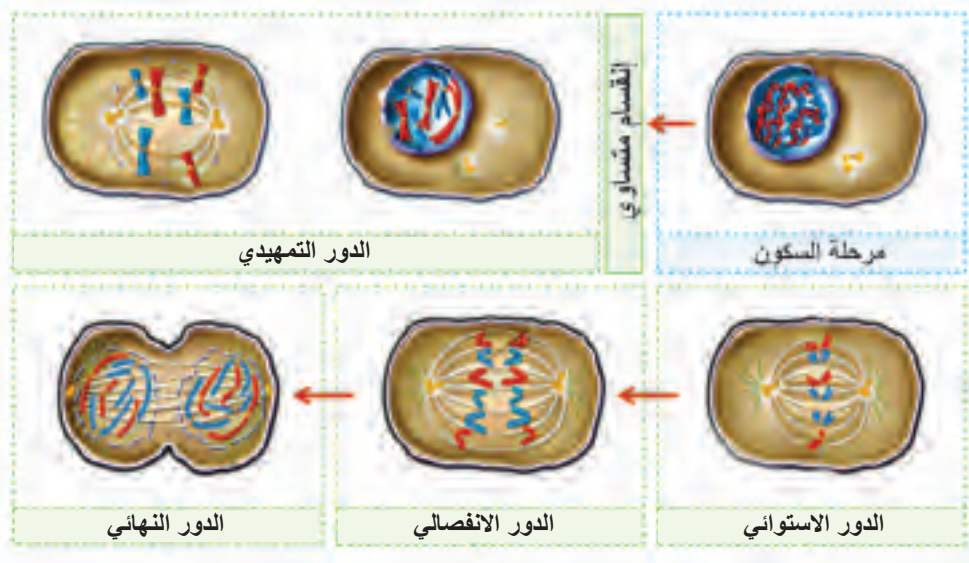 مرحلة السكون
إنقسام متساوي
الدور التمهيدي
الدور الاستوائي
الدور الانفصالي
الدور النهائي